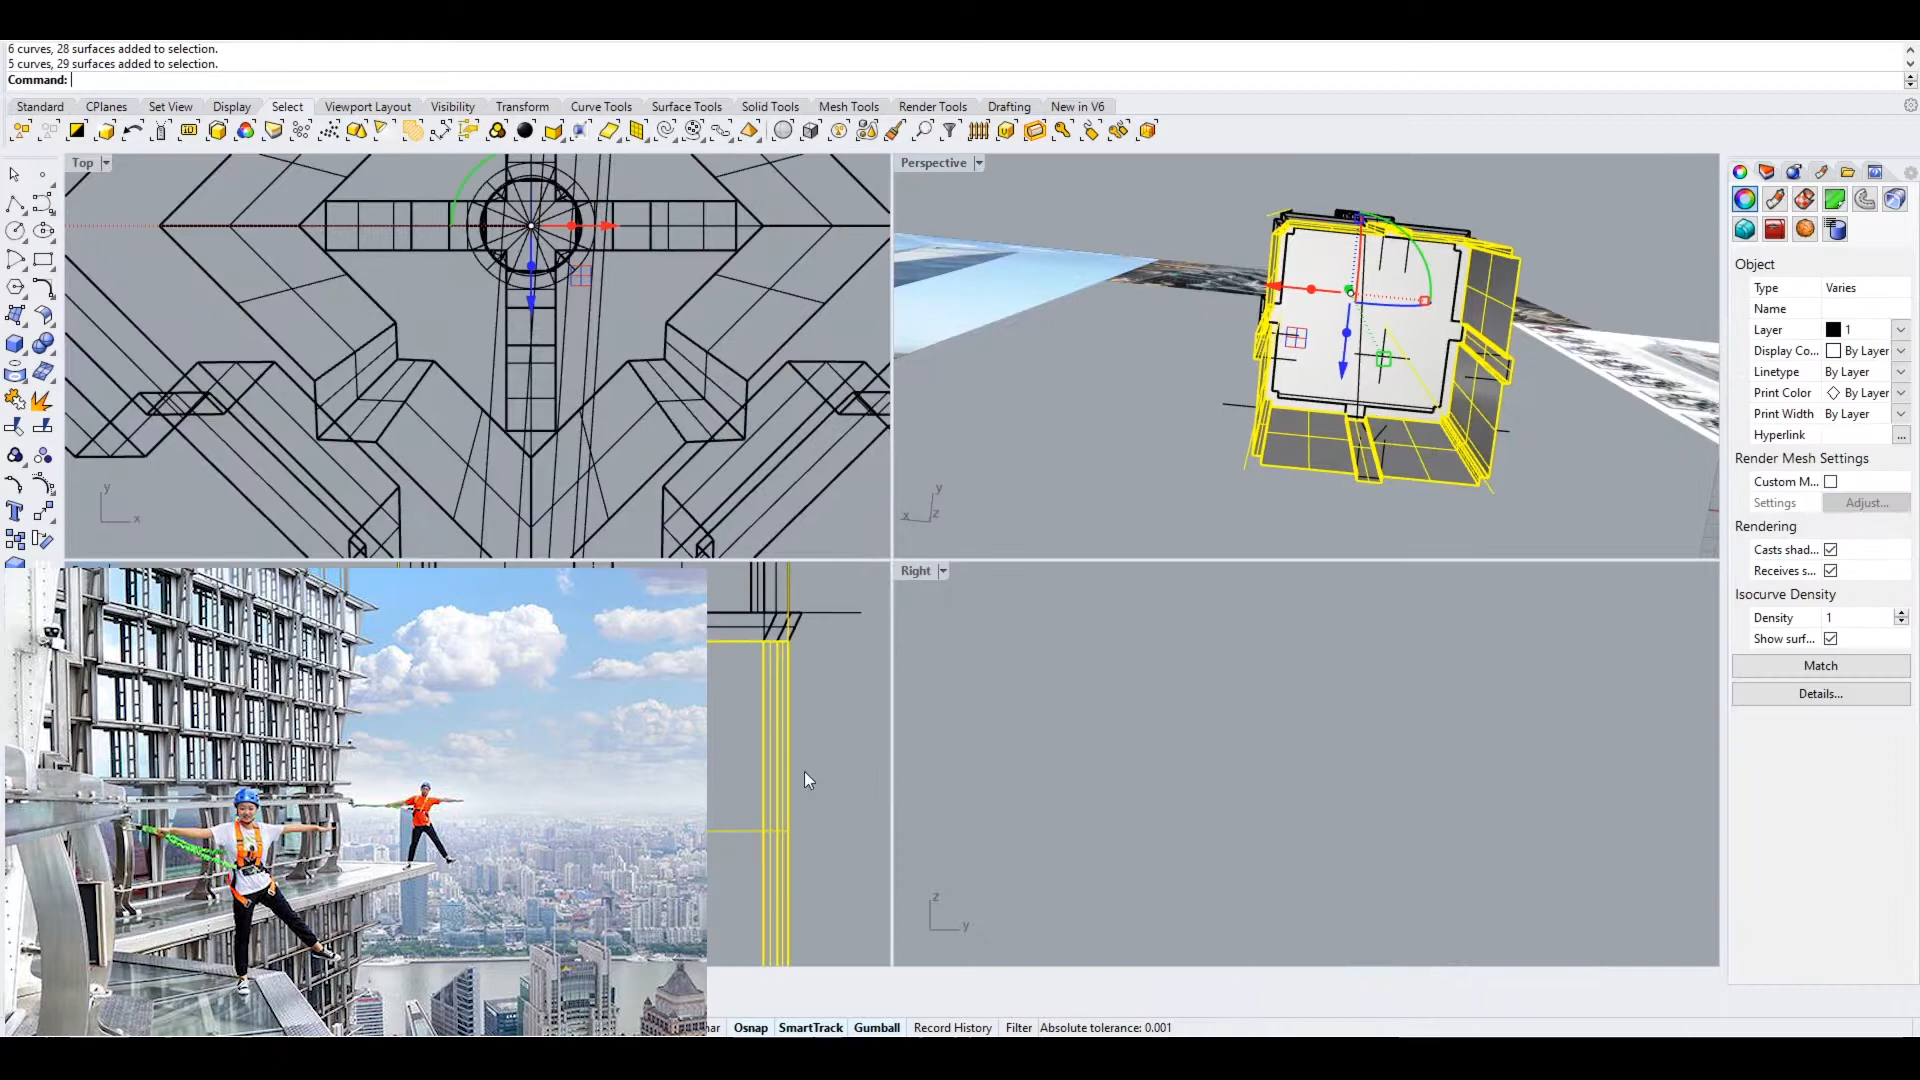 6 curves, 28 surfaces added to selection.
5 curves, 29 surfaces added to selection.
Command:
Standard CPlanes Set View Display Select Viewport Layout Visibility Transform Curve Tools Surface Tools Solid Tools Mesh Tools Render Tools Drafting New in V6
Top
Perspective
Right
y
x
y
x
z
z
y
Object
Type Varies
Name
Layer 1
Display Co... By Layer
Linetype By Layer
Print Color By Layer
Print Width By Layer
Hyperlink ...
Render Mesh Settings
Custom M...
Settings Adjust...
Rendering
Casts shad...
Receives s...
Isocurve Density
Density 1
Show surf...
Match
Details...
Osnap SmartTrack Gumball Record History Filter Absolute tolerance: 0.001